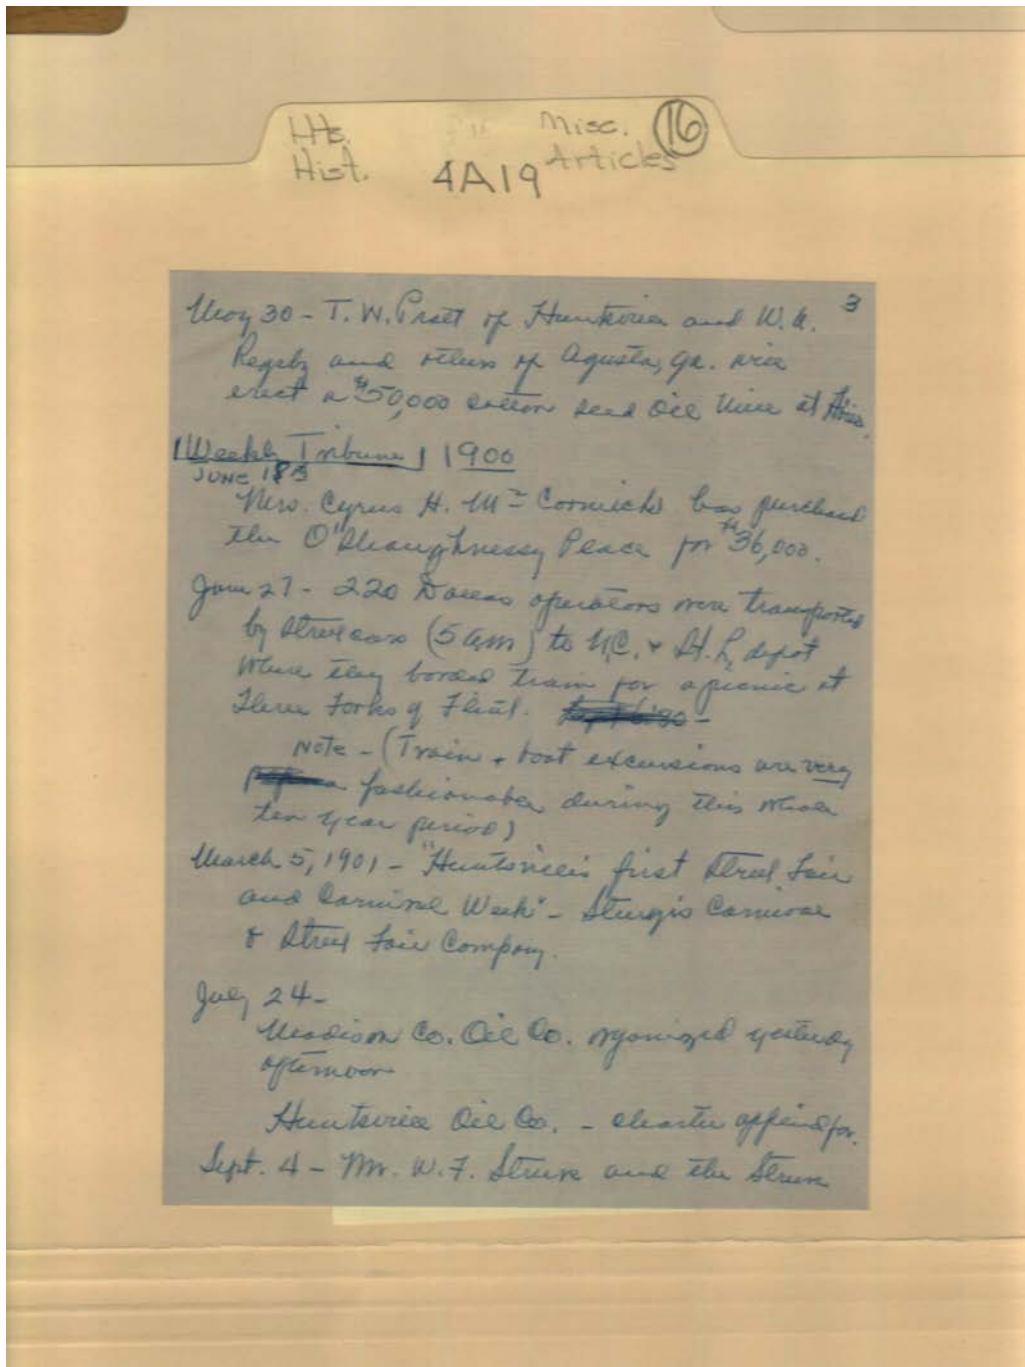 Hts.
Hist.
4A19
Misc.
Articles
16
3
May 30 - T. W. Pratt of Huntsville and W. A.
and others of Agusta, Ga. will
erect a $50,000 cotton seed Oil Mill at
Weekly Tribune 1900
JUNE 18
Mrs. Cyrus H. McCormick has purchased
the O'Shaughnessy Place for $36,000.
June 27 - 220 Dallas operators were transported
by streetcars (5 am) to N.C. + St. L. depot
where they borded train for a picnic at
Three Forks of Flint.
Note - (Train + boat excursions are very
fashionable during this whole
ten year period)
March 5, 1901 - "Huntsville's first Street Fair
and Carnival Week" - Sturgis Carnival
& Street Fair Company.
July 24 -
Madison Co. Oil Co. organized yesterday
afternoon
Huntsville Oil Co. - charter applied for.
Sept. 4 - Mr. W. F. Struve and the Struve